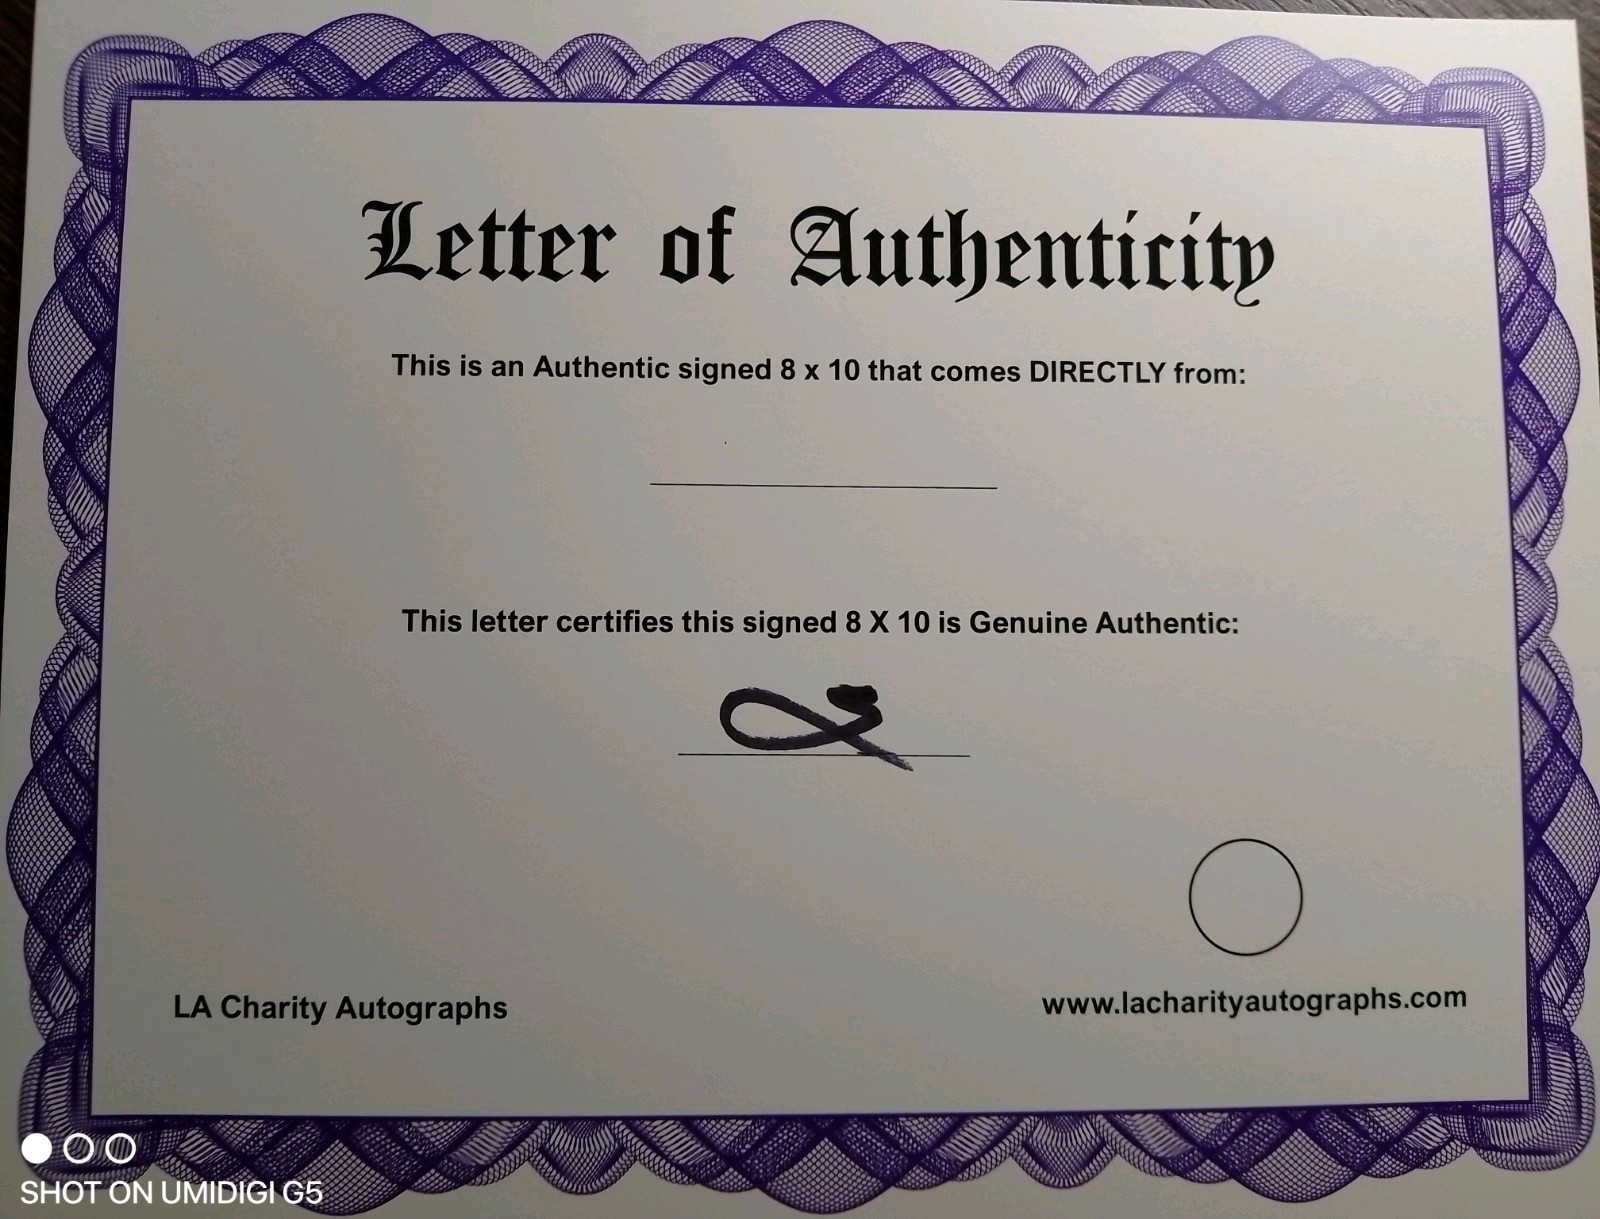 Letter of Authenticity
This is an Authentic signed 8 x 10 that comes DIRECTLY from:
This letter certifies this signed 8 X 10 is Genuine Authentic:
LA Charity Autographs
www.lacharityautographs.com
SHOT ON UMIDIGI G5